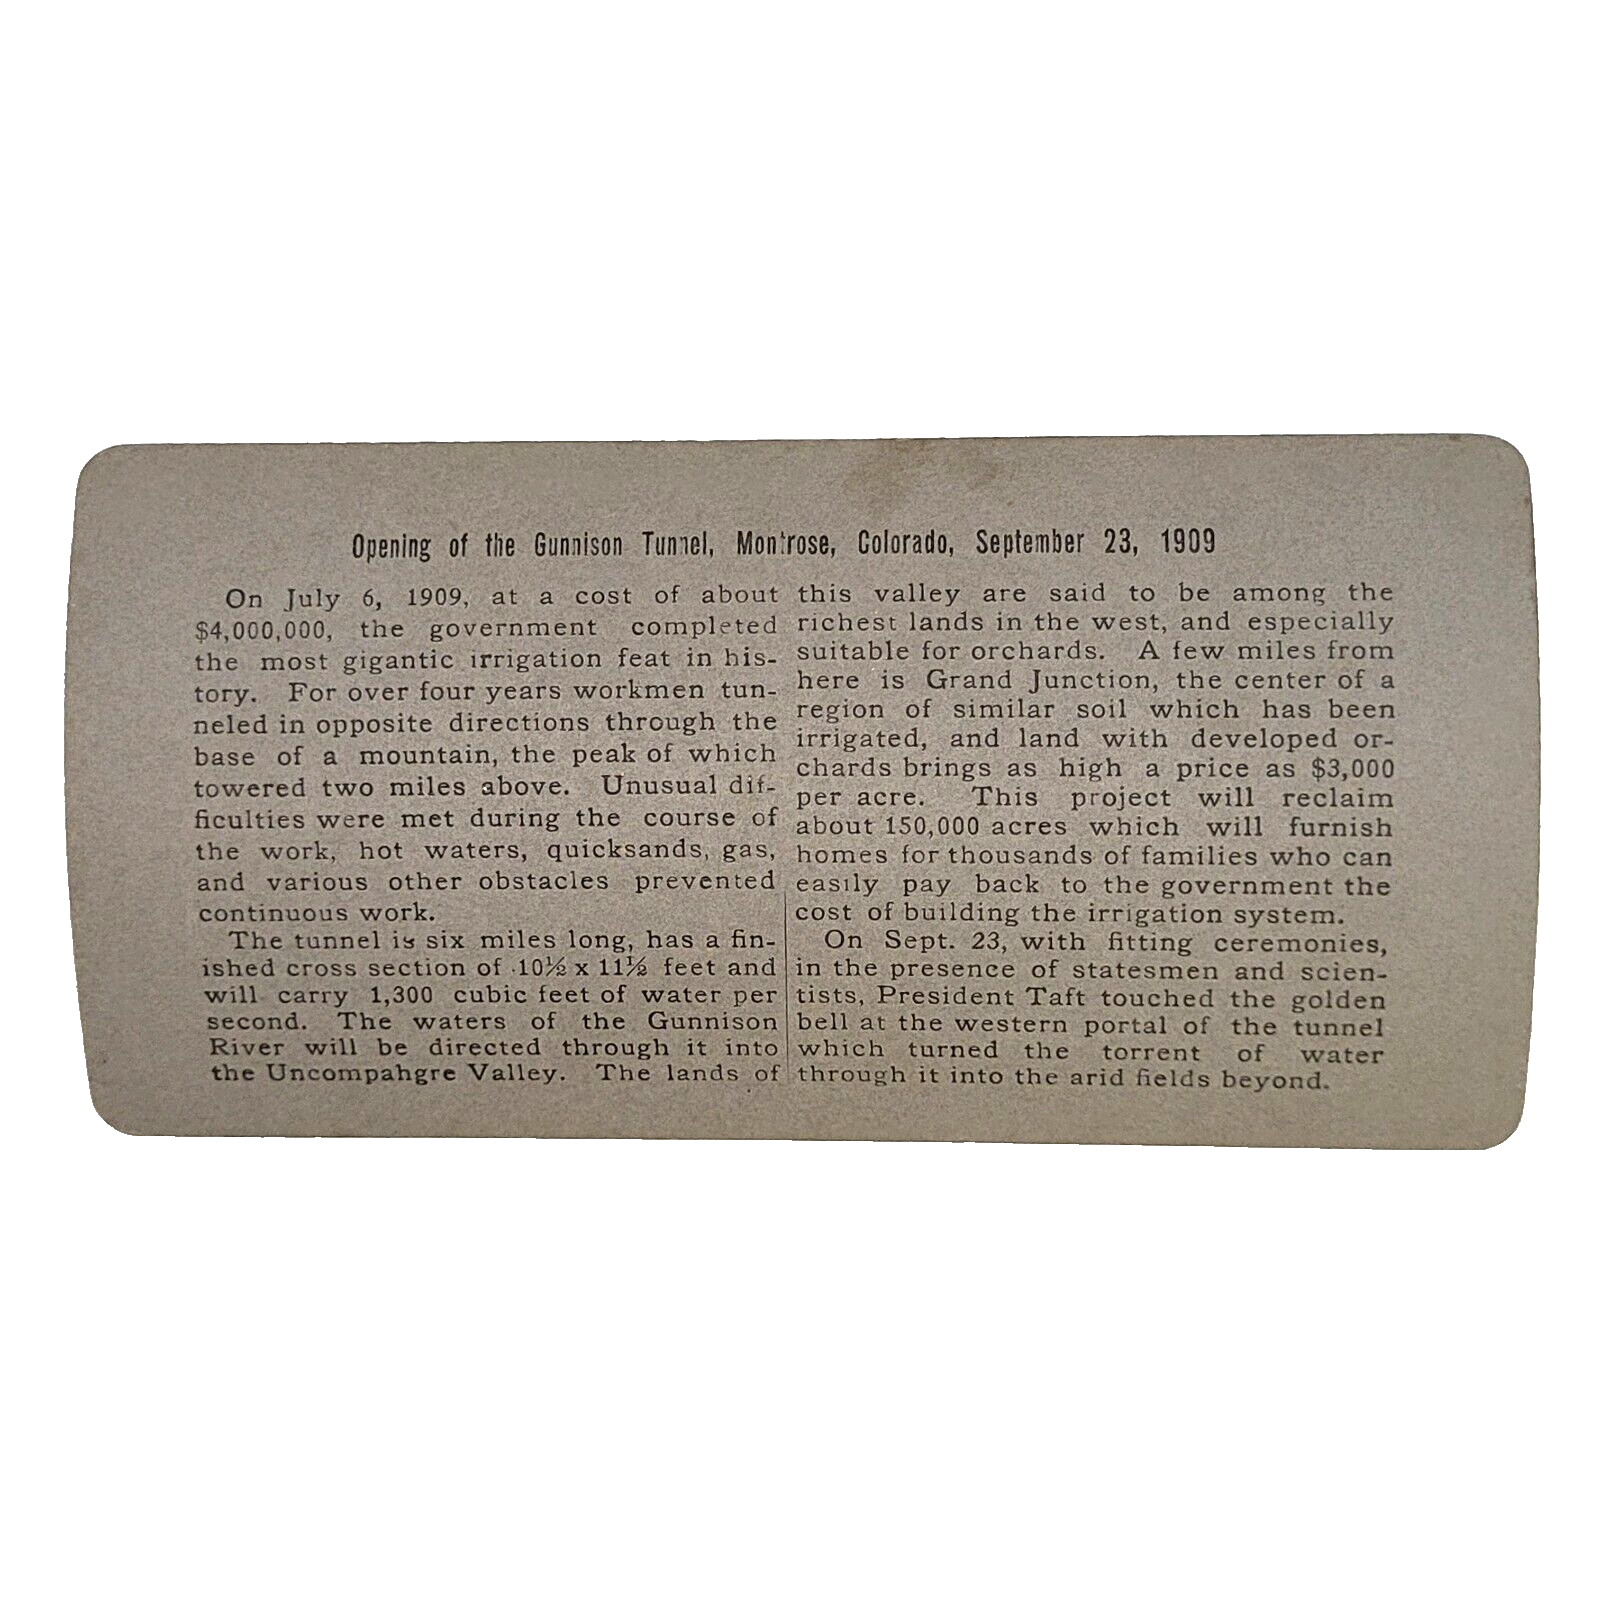 Opening of the Gunnison Tunnel, Montrose, Colorado, September 23, 1909
On July 6, 1909, at a cost of about
$4,000,000, the government completed
the most gigantic irrigation feat in his-
tory. For over four years workmen tun-
neled in opposite directions through the
base of a mountain, the peak of which
towered two miles above. Unusual dif-
ficulties were met during the course of
the work, hot waters, quicksands, gas,
and various other obstacles prevented
continuous work.
The tunnel is six miles long, has a fin-
ished cross section of 10½ x 11½ feet and
will carry 1,300 cubic feet of water per
second. The waters of the Gunnison
River will be directed through it into
the Uncompahgre Valley. The lands of
this valley are said to be among the
richest lands in the west, and especially
suitable for orchards. A few miles from
here is Grand Junction, the center of a
region of similar soil which has been
irrigated, and land with developed or-
chards brings as high a price as $3,000
per acre. This project will reclaim
about 150,000 acres which will furnish
homes for thousands of families who can
easily pay back to the government the
cost of building the irrigation system.
On Sept. 23, with fitting ceremonies,
in the presence of statesmen and scien-
tists, President Taft touched the golden
bell at the western portal of the tunnel
which turned the torrent of water
through it into the arid fields beyond.